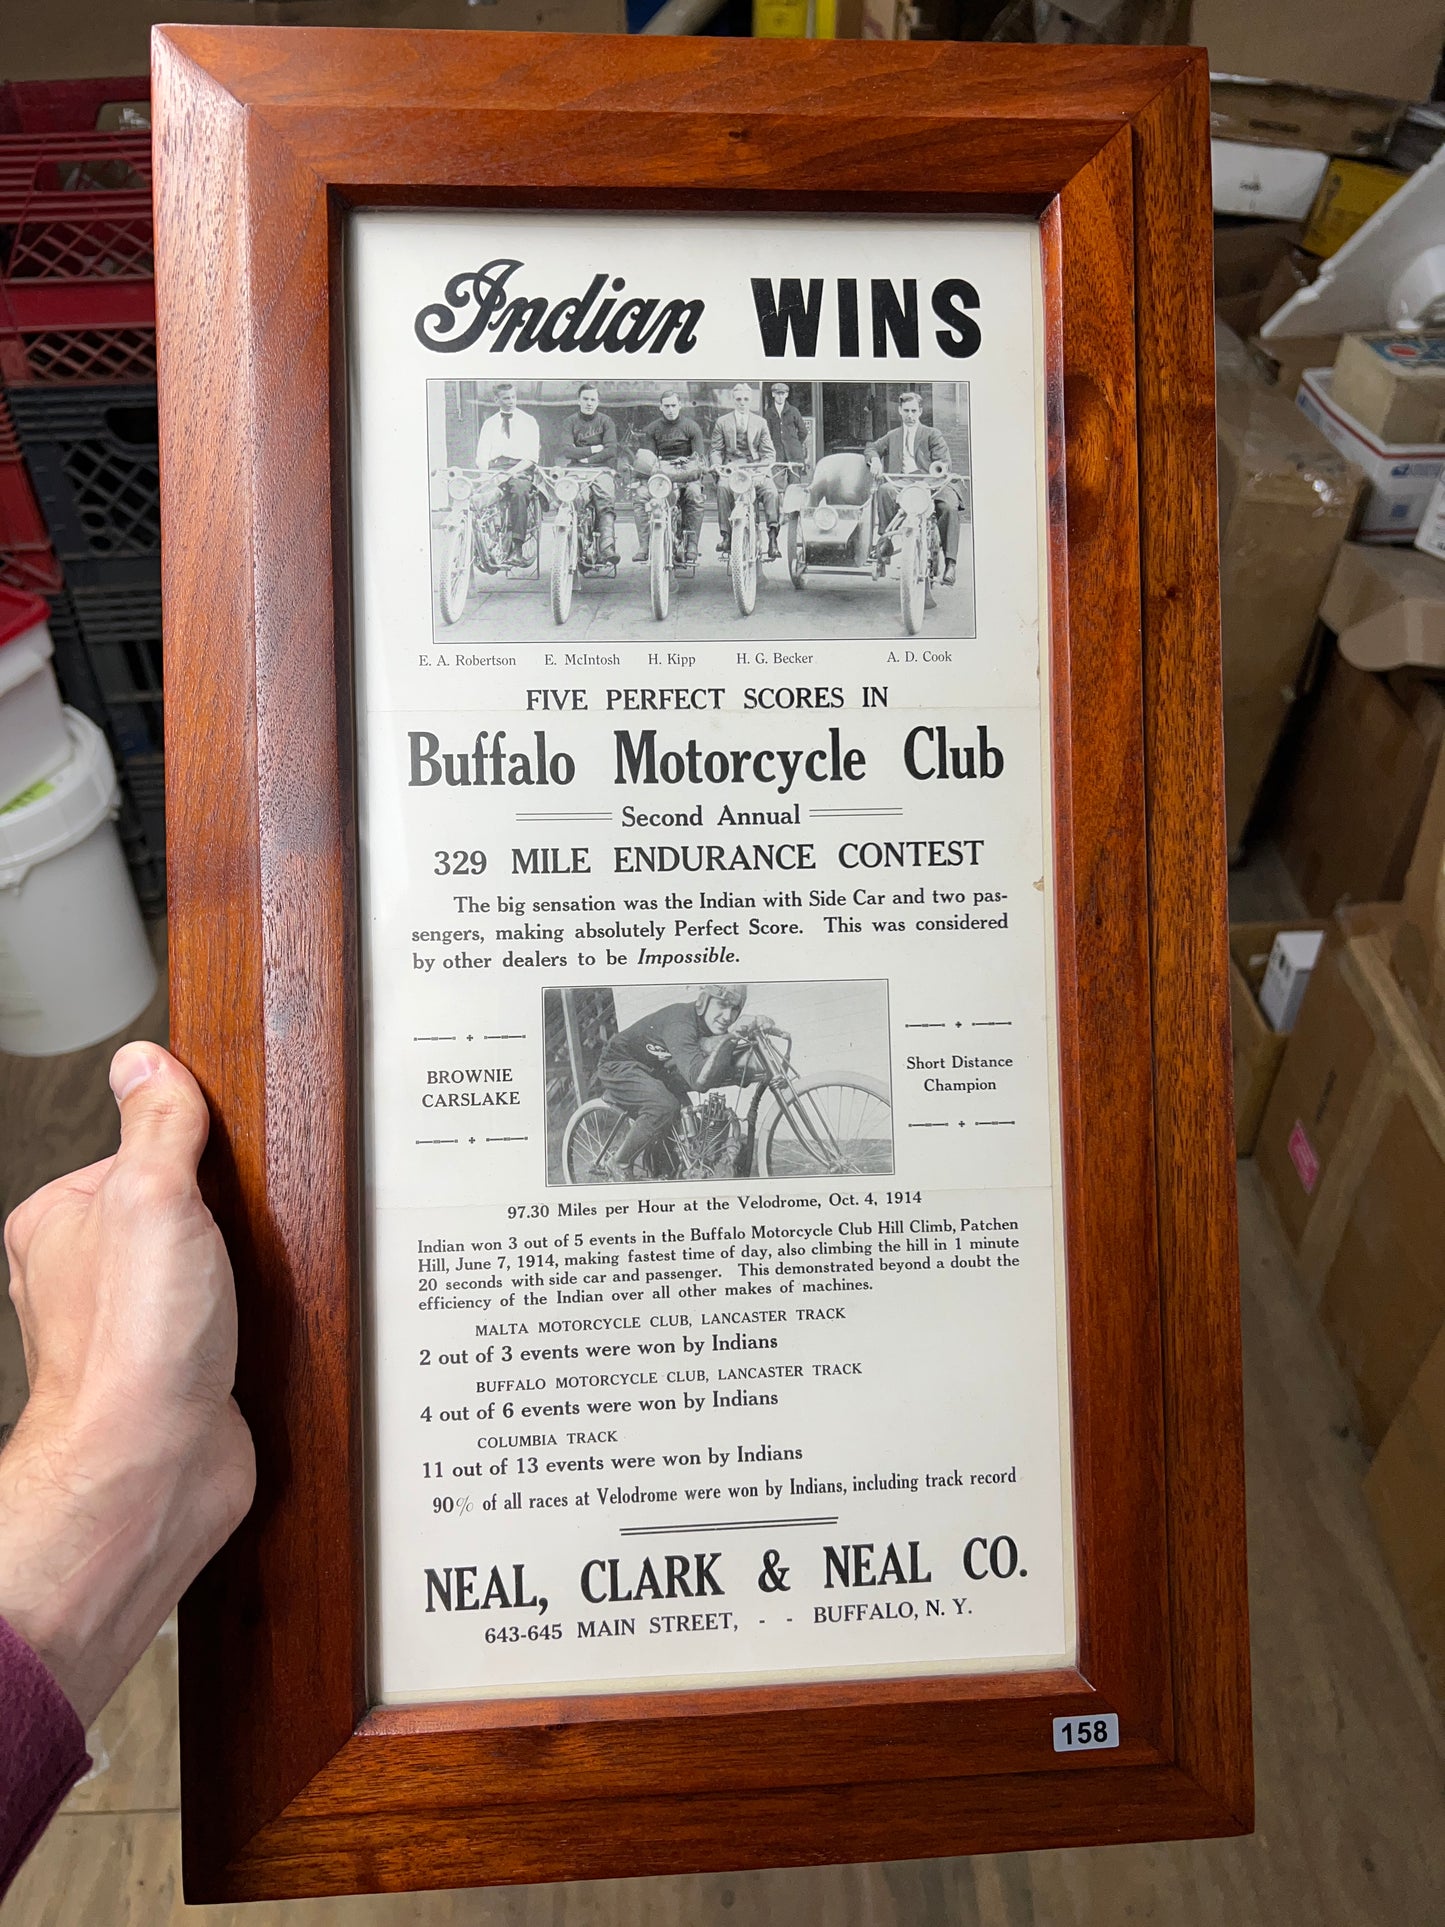 Indian WINS
E. A. Robertson E. McIntosh H. Kipp H. G. Becker A. D. Cook
FIVE PERFECT SCORES IN
Buffalo Motorcycle Club
Second Annual
329 MILE ENDURANCE CONTEST
The big sensation was the Indian with Side Car and two pas-
sengers, making absolutely Perfect Score. This was considered
by other dealers to be Impossible.
BROWNIE
CARSLAKE
Short Distance
Champion
97.30 Miles per Hour at the Velodrome, Oct. 4, 1914
Indian won 3 out of 5 events in the Buffalo Motorcycle Club Hill Climb, Patchen
Hill, June 7, 1914, making fastest time of day, also climbing the hill in 1 minute
20 seconds with side car and passenger. This demonstrated beyond a doubt the
efficiency of the Indian over all other makes of machines.
MALTA MOTORCYCLE CLUB, LANCASTER TRACK
2 out of 3 events were won by Indians
BUFFALO MOTORCYCLE CLUB, LANCASTER TRACK
4 out of 6 events were won by Indians
COLUMBIA TRACK
11 out of 13 events were won by Indians
90% of all races at Velodrome were won by Indians, including track record
NEAL, CLARK & NEAL CO.
643-645 MAIN STREET, - - BUFFALO, N. Y.
158